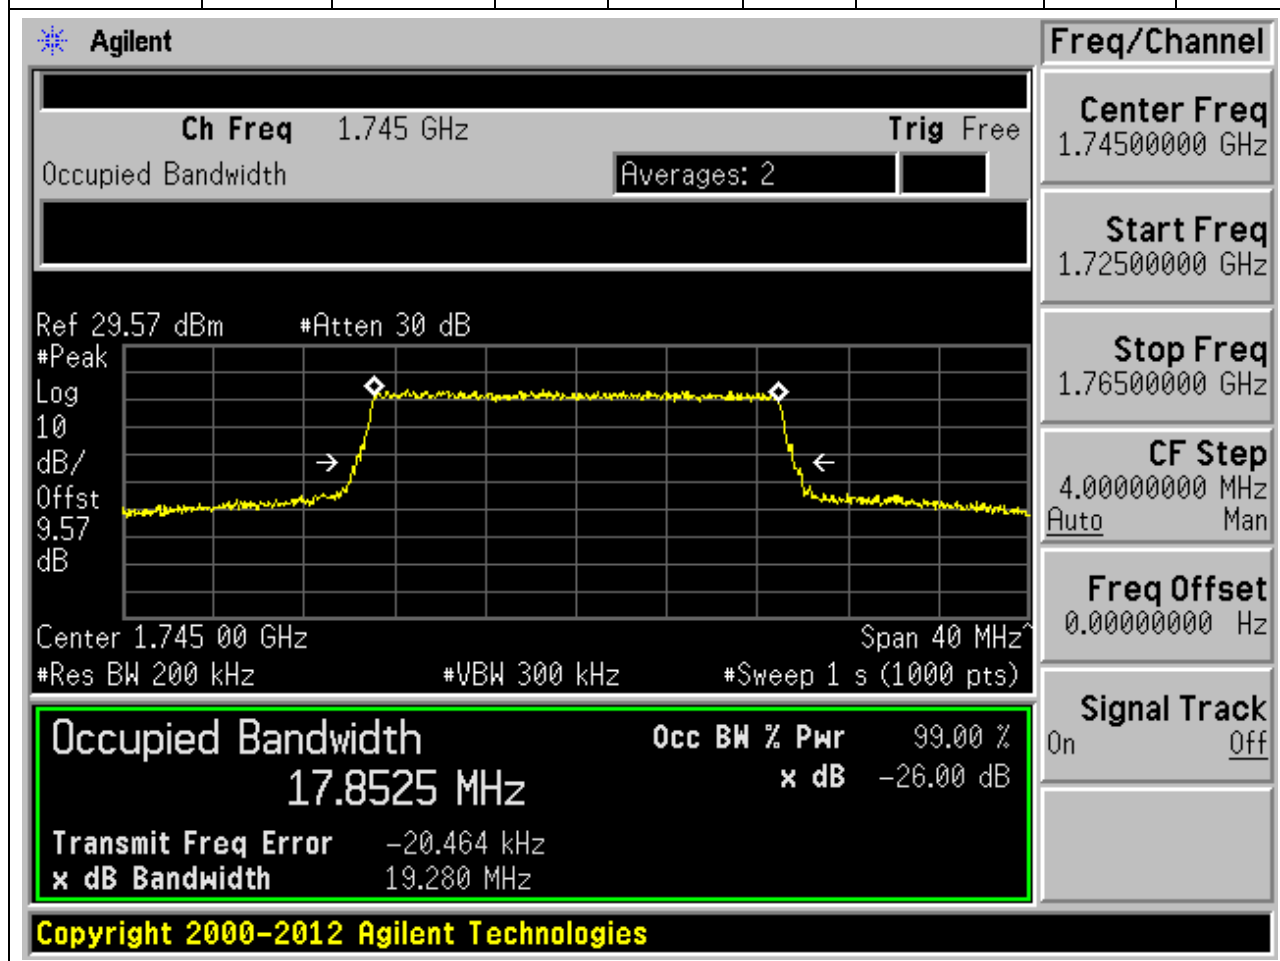 Agilent
Freq/Channel
Ch Freq 1.745 GHz Trig Free
Occupied Bandwidth Averages: 2
Center Freq
1.74500000 GHz
Start Freq
1.72500000 GHz
Stop Freq
1.76500000 GHz
CF Step
4.00000000 MHz
Auto Man
Freq Offset
0.00000000 Hz
Signal Track
On Off
Ref 29.57 dBm #Atten 30 dB
#Peak
Log
10
dB/
Offst
9.57
dB
Center 1.745 00 GHz Span 40 MHz^
#Res BW 200 kHz #VBW 300 kHz #Sweep 1 s (1000 pts)
Occupied Bandwidth Occ BW % Pwr 99.00 %
17.8525 MHz x dB -26.00 dB
Transmit Freq Error -20.464 kHz
x dB Bandwidth 19.280 MHz
Copyright 2000-2012 Agilent Technologies